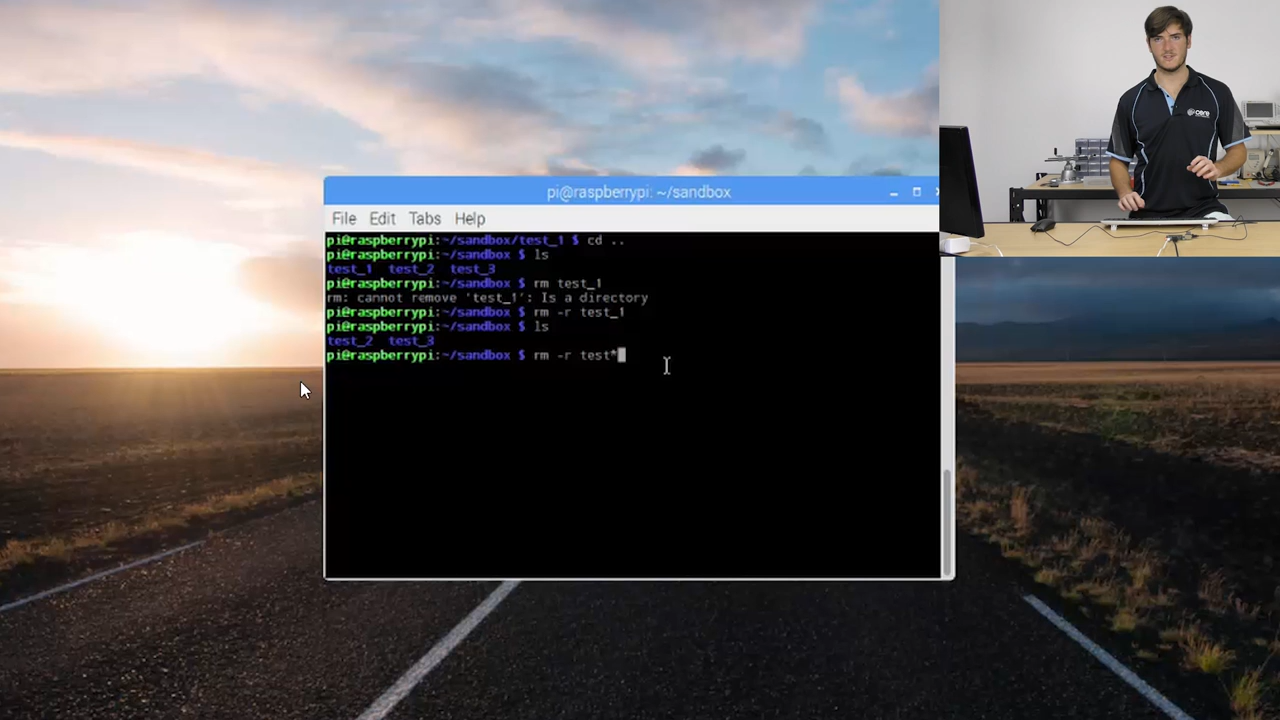 pi@raspberrypi: ~/sandbox
File Edit Tabs Help
pi@raspberrypi:~/sandbox/test_1 $ cd ..
pi@raspberrypi:~/sandbox $ ls
test_1 test_2 test_3
pi@raspberrypi:~/sandbox $ rm test_1
rm: cannot remove 'test_1': Is a directory
pi@raspberrypi:~/sandbox $ rm -r test_1
pi@raspberrypi:~/sandbox $ ls
test_2 test_3
pi@raspberrypi:~/sandbox $ rm -r test*